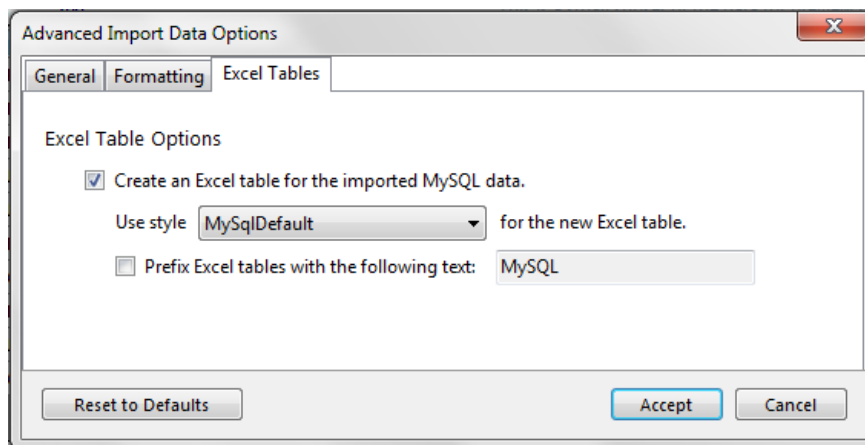 Advanced Import Data Options
General Formatting Excel Tables
Excel Table Options
Create an Excel table for the imported MySQL data.
Use style MySqlDefault for the new Excel table.
Prefix Excel tables with the following text: MySQL
Reset to Defaults Accept Cancel